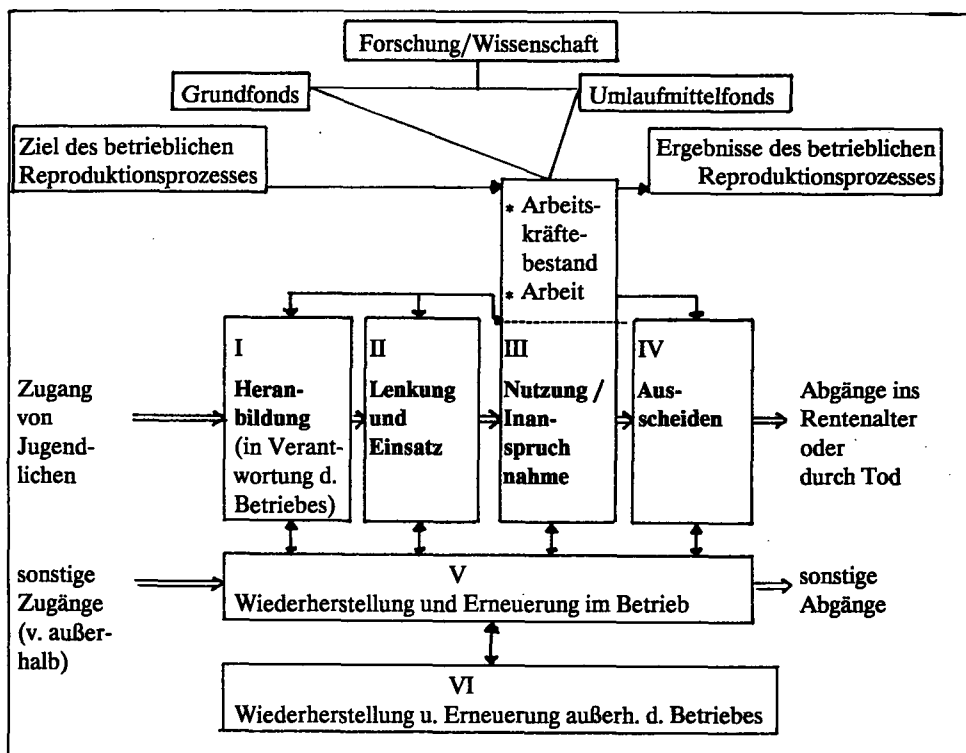 Forschung/Wissenschaft
Grundfonds
Umlaufmittelfonds
Ziel des betrieblichen
Reproduktionsprozesses
Ergebnisse des betrieblichen
Reproduktionsprozesses
* Arbeits-
kräfte-
bestand
* Arbeit
Zugang
von
Jugend-
lichen
I
Heran-
bildung
(in Verant-
wortung d.
Betriebes)
II
Lenkung
und
Einsatz
III
Nutzung /
Inan-
spruch
nahme
IV
Aus-
scheiden
Abgänge ins
Rentenalter
oder
durch Tod
sonstige
Zugänge
(v. außer-
halb)
V
Wiederherstellung und Erneuerung im Betrieb
sonstige
Abgänge
VI
Wiederherstellung u. Erneuerung außerh. d. Betriebes